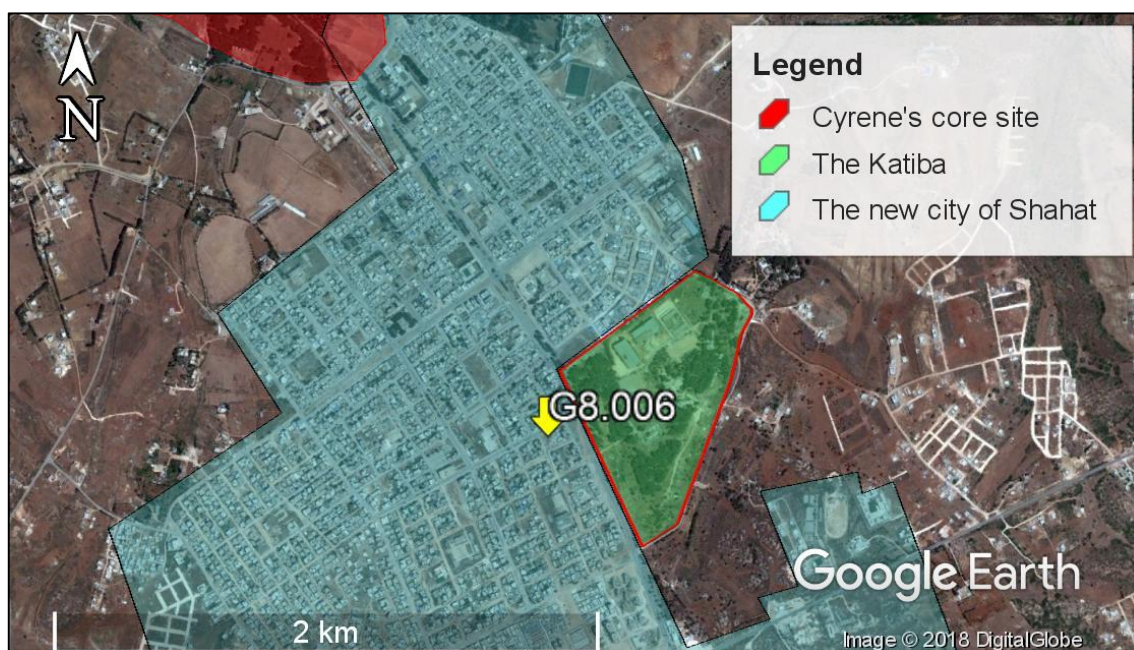 N
Legend
Cyrene's core site
The Katiba
The new city of Shahat
G8.006
Google Earth
2 km
Image © 2018 DigitalGlobe